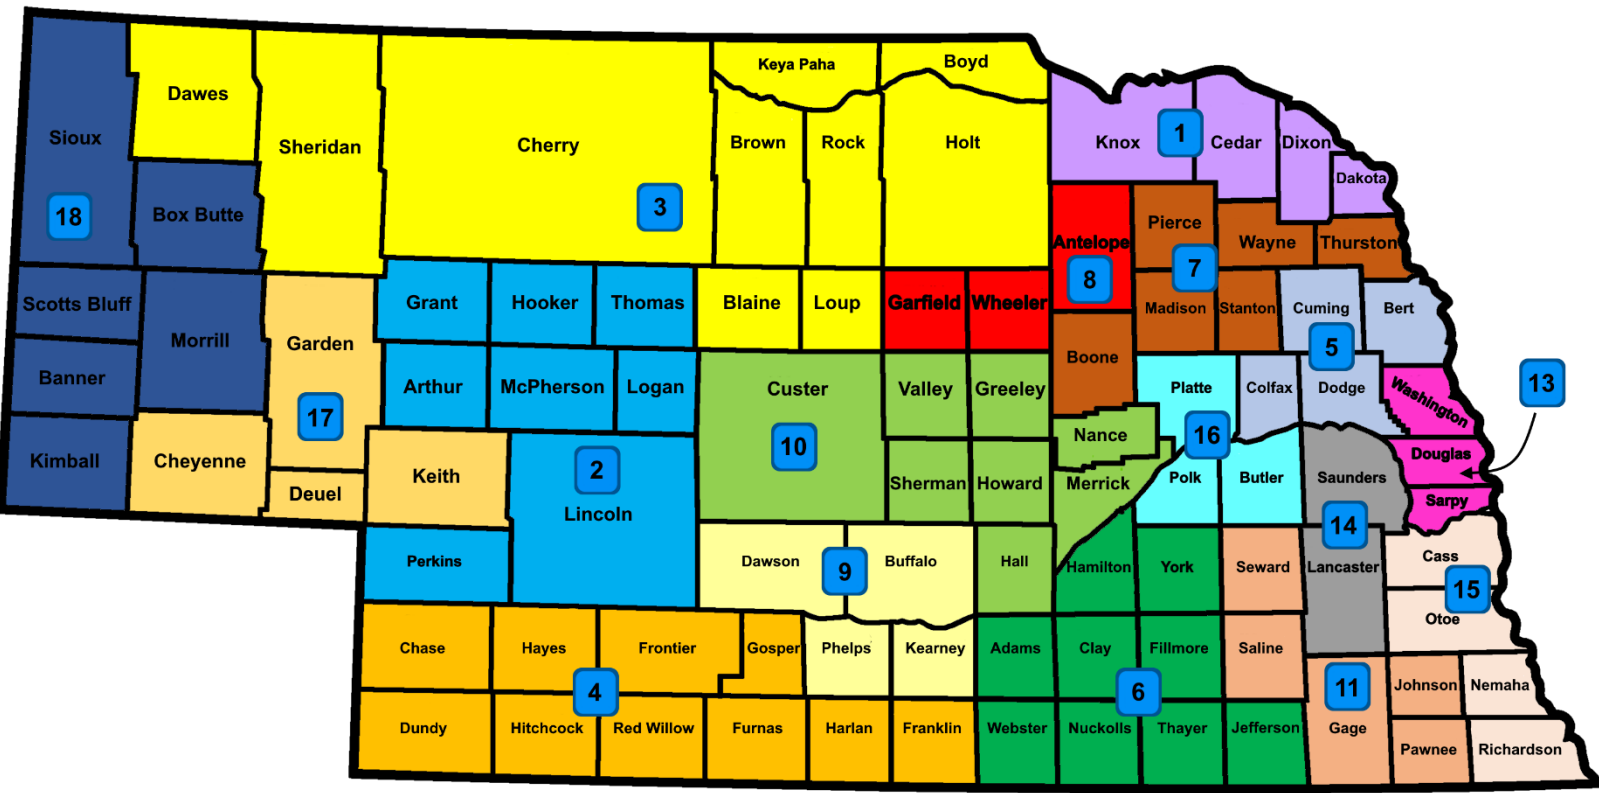 Keya Paha
Boyd
Dawes
Sioux
Sheridan
Cherry
Brown
Rock
Holt
Knox
1
Cedar
Dixon
Dakota
18
Box Butte
3
Pierce
Antelope
Wayne
Thurston
8
7
Scotts Bluff
Grant
Hooker
Thomas
Blaine
Loup
Garfield
Wheeler
Madison
Stanton
Cuming
Bert
Morrill
Garden
5
Boone
Banner
Arthur
McPherson
Logan
Custer
Valley
Greeley
Platte
Colfax
Dodge
Washington
13
17
10
Nance
16
Kimball
Cheyenne
Keith
2
Douglas
Deuel
Lincoln
Sherman
Howard
Merrick
Polk
Butler
Saunders
Sarpy
14
Perkins
Dawson
9
Buffalo
Hall
Hamilton
York
Seward
Lancaster
Cass
15
Otoe
Chase
Hayes
Frontier
Gosper
Phelps
Kearney
Adams
Clay
Fillmore
Saline
4
6
11
Johnson
Nemaha
Dundy
Hitchcock
Red Willow
Furnas
Harlan
Franklin
Webster
Nuckolls
Thayer
Jefferson
Gage
Pawnee
Richardson